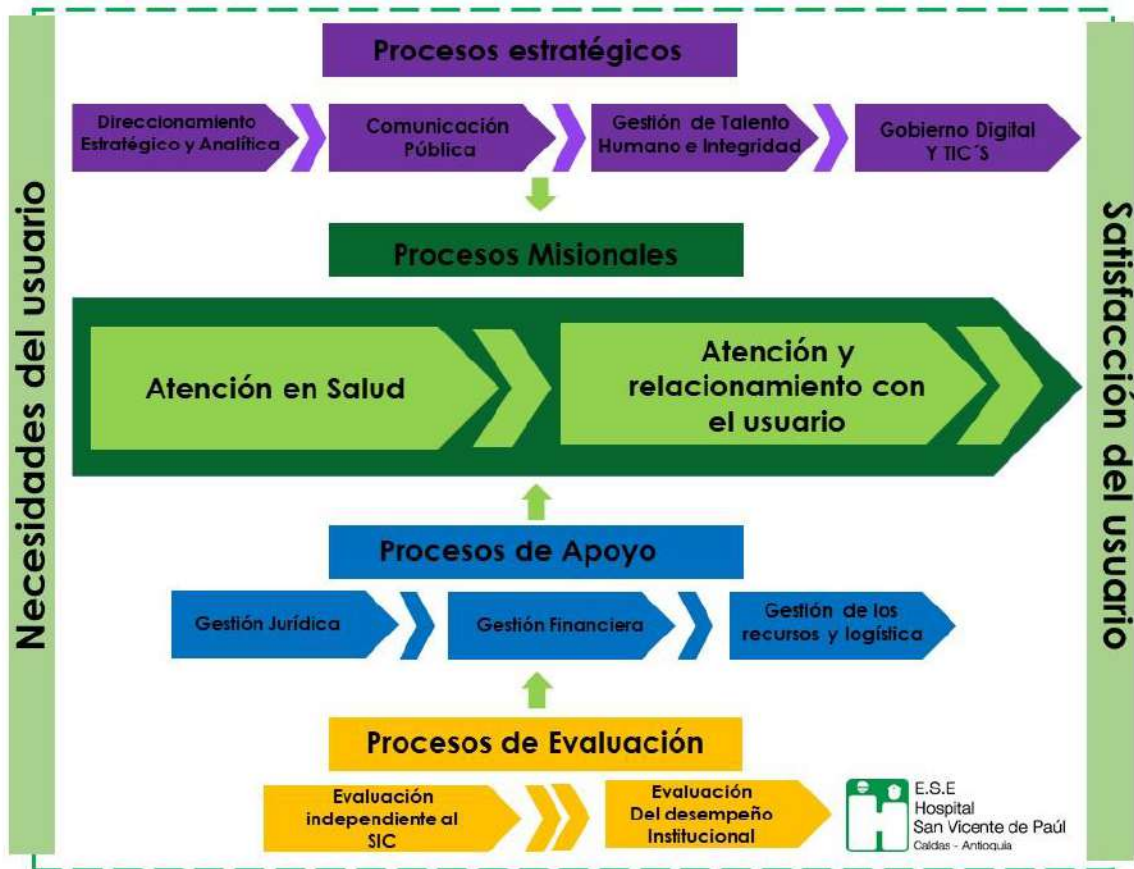 Necesidades del usuario
Procesos estratégicos
Direccionamiento
Estratégico y Analítica
Comunicación
Pública
Gestión de Talento
Humano e Integridad
Gobierno Digital
Y TIC´S
Procesos Misionales
Atención en Salud
Atención y
relacionamiento con
el usuario
Procesos de Apoyo
Gestión Jurídica
Gestión Financiera
Gestión de los
recursos y logística
Procesos de Evaluación
Evaluación
independiente al
SIC
Evaluación
Del desempeño
Institucional
E.S.E
Hospital
San Vicente de Paúl
Caldas - Antioquia
Satisfacción del usuario